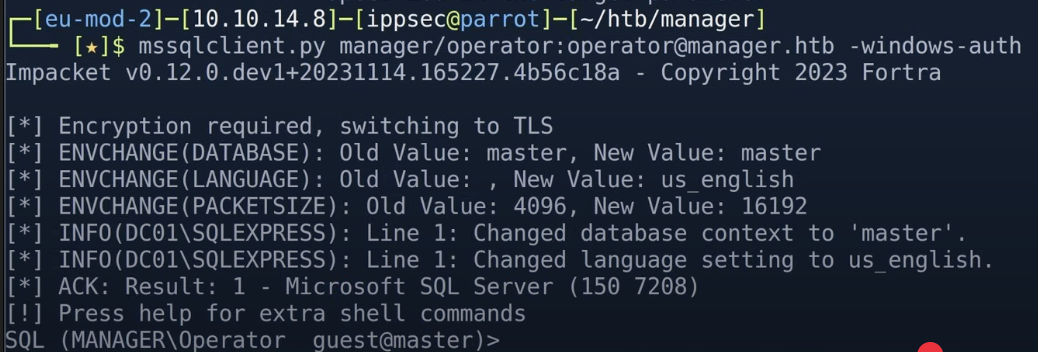 ┌─[eu-mod-2]─[10.10.14.8]─[ippsec@parrot]─[~/htb/manager]
└──╼ [★]$ mssqlclient.py manager/operator:operator@manager.htb -windows-auth
Impacket v0.12.0.dev1+20231114.165227.4b56c18a - Copyright 2023 Fortra
[*] Encryption required, switching to TLS
[*] ENVCHANGE(DATABASE): Old Value: master, New Value: master
[*] ENVCHANGE(LANGUAGE): Old Value: , New Value: us_english
[*] ENVCHANGE(PACKETSIZE): Old Value: 4096, New Value: 16192
[*] INFO(DC01\SQLEXPRESS): Line 1: Changed database context to 'master'.
[*] INFO(DC01\SQLEXPRESS): Line 1: Changed language setting to us_english.
[*] ACK: Result: 1 - Microsoft SQL Server (150 7208)
[!] Press help for extra shell commands
SQL (MANAGER\Operator  guest@master)>